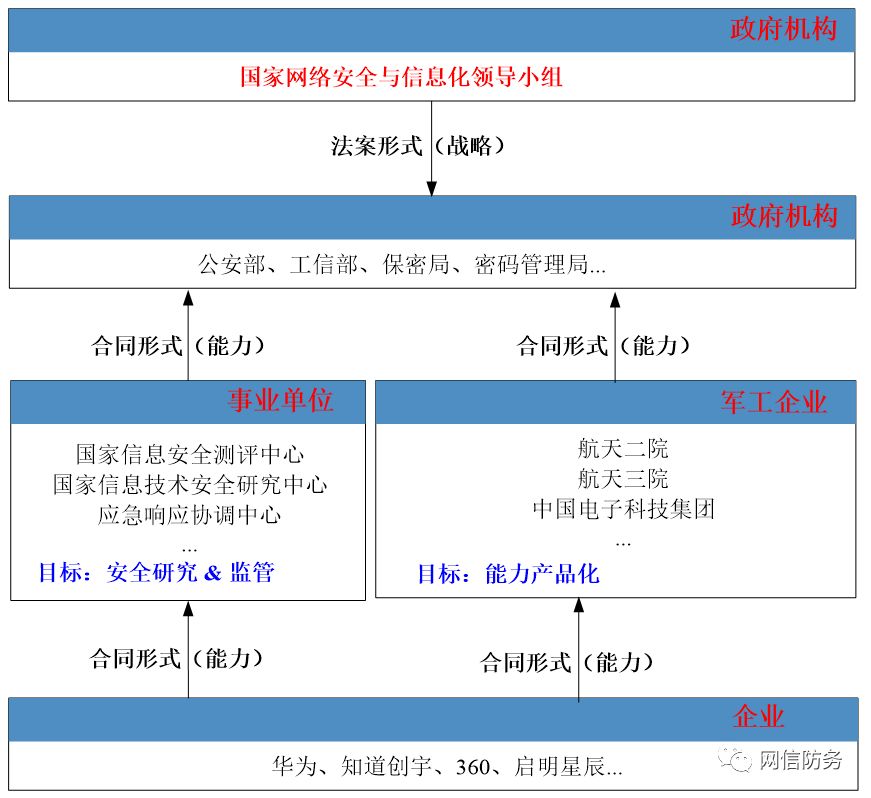 政府机构
国家网络安全与信息化领导小组
法案形式（战略）
政府机构
公安部、工信部、保密局、密码管理局...
合同形式（能力）
合同形式（能力）
事业单位
国家信息安全测评中心
国家信息技术安全研究中心
应急响应协调中心
...
目标：安全研究 & 监管
军工企业
航天二院
航天三院
中国电子科技集团
...
目标：能力产品化
合同形式（能力）
合同形式（能力）
企业
华为、知道创宇、360、启明星辰...
网信防务